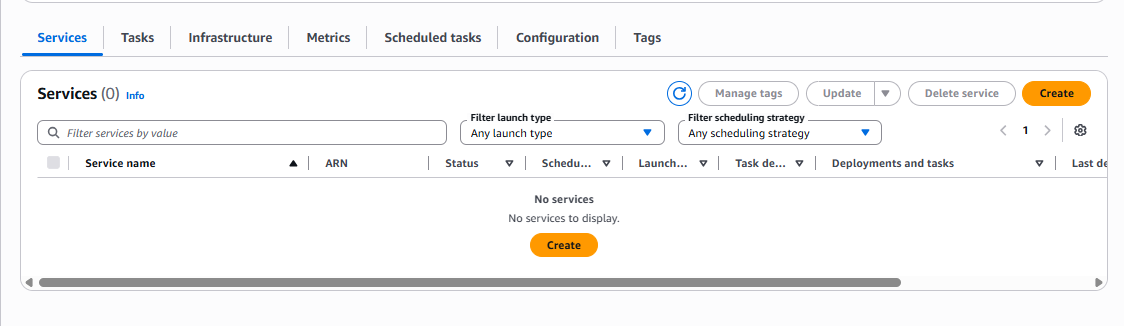 Services Tasks Infrastructure Metrics Scheduled tasks Configuration Tags
Services (0) Info Manage tags Update Delete service Create
Filter services by value Filter launch type Any launch type Filter scheduling strategy Any scheduling strategy 1
Service name ARN Status Schedu... Launch... Task de... Deployments and tasks Last de
No services
No services to display.
Create